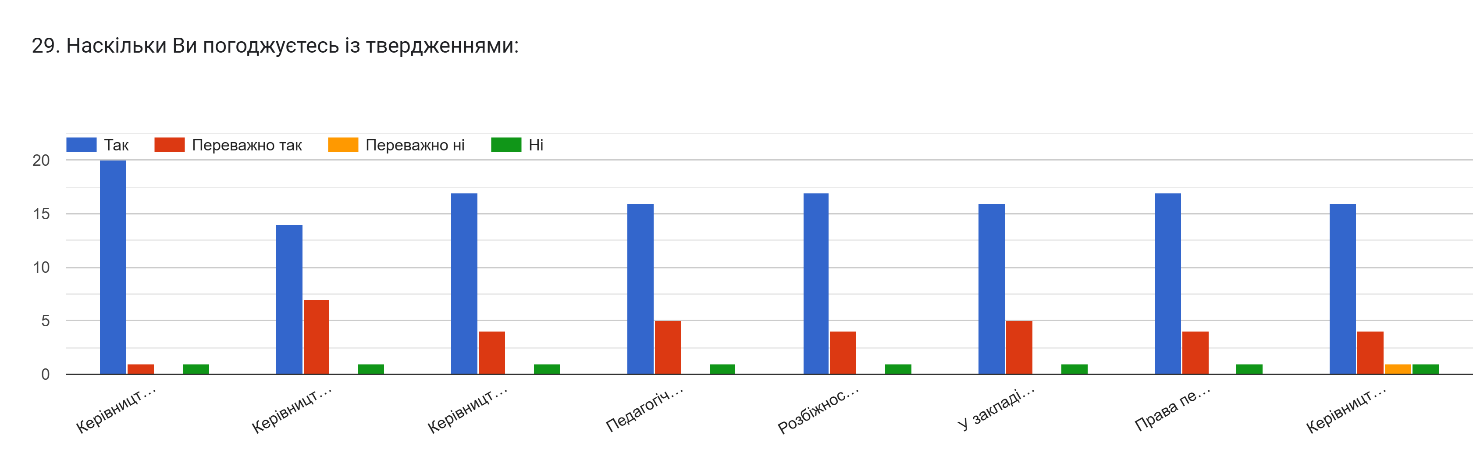 29. Наскільки Ви погоджуєтесь із твердженнями:
Так Переважно так Переважно ні Ні
20
15
10
5
0
Керівницт…
Керівницт…
Керівницт…
Педагогіч…
Розбіжнос…
У закладі…
Права пе…
Керівницт…